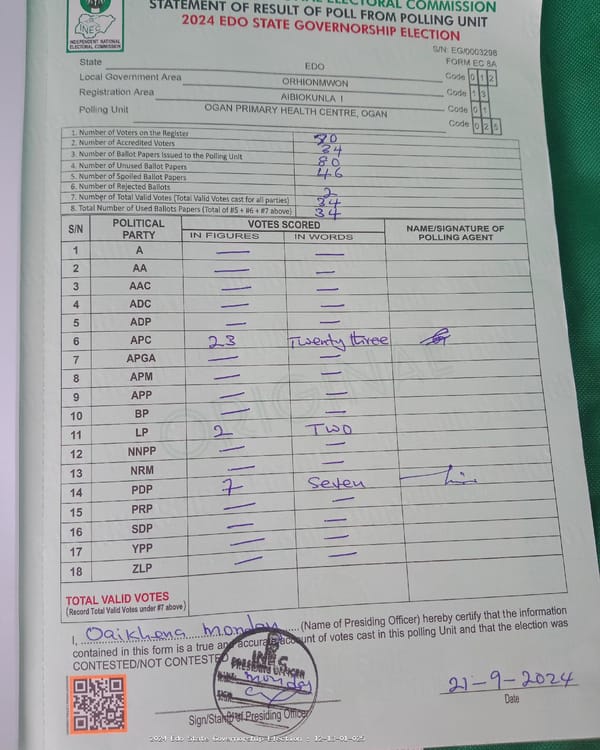 ELECTORAL COMMISSION
STATEMENT OF RESULT OF POLL FROM POLLING UNIT
2024 EDO STATE GOVERNORSHIP ELECTION
INEC
INDEPENDENT NATIONAL
ELECTORAL COMMISSION
S/N: EG/0003298
FORM EC 8A
State EDO Code 0 1 2
Local Government Area ORHIONMWON Code 1 3
Registration Area AIBIOKUNLA I Code 0 1
Polling Unit OGAN PRIMARY HEALTH CENTRE, OGAN Code 0 2 5
1. Number of Voters on the Register 80
2. Number of Accredited Voters 34
3. Number of Ballot Papers Issued to the Polling Unit 80
4. Number of Unused Ballot Papers 46
5. Number of Spoiled Ballot Papers
6. Number of Rejected Ballots 2
7. Number of Total Valid Votes (Total Valid Votes cast for all parties) 34
8. Total Number of Used Ballots Papers (Total of #5 + #6 + #7 above) 34
S/N POLITICAL PARTY VOTES SCORED NAME/SIGNATURE OF POLLING AGENT
IN FIGURES IN WORDS
1 A — —
2 AA — —
3 AAC — —
4 ADC — —
5 ADP — —
6 APC 23 Twenty three
7 APGA — —
8 APM — —
9 APP — —
10 BP — —
11 LP 2 TWO
12 NNPP — —
13 NRM — —
14 PDP 7 Seven
15 PRP — —
16 SDP — —
17 YPP — —
18 ZLP — —
ORIGINAL
TOTAL VALID VOTES
(Record Total Valid Votes under #7 above)
I, Oaikhena monday (Name of Presiding Officer) hereby certify that the information
contained in this form is a true and accurate account of votes cast in this polling Unit and that the election was
CONTESTED/NOT CONTESTED
INEC
PRESIDING OFFICER
monday
21-9-2024
Sign/Stamp of Presiding Officer
Date
2024 Edo State Governorship Election : 12-13-01-025